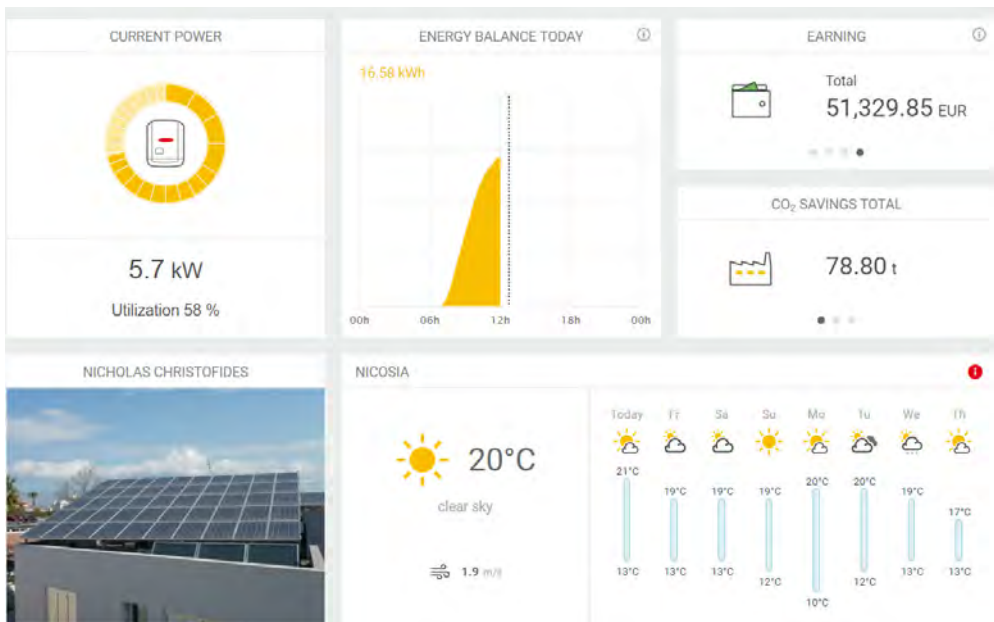 CURRENT POWER
5.7 kW
Utilization 58 %
ENERGY BALANCE TODAY
16.58 kWh
00h 06h 12h 18h 00h
EARNING
Total
51,329.85 EUR
CO₂ SAVINGS TOTAL
78.80 t
NICHOLAS CHRISTOFIDES
NICOSIA
20°C
clear sky
1.9 m/s
Today Fr Sa Su Mo Tu We Th
21°C 19°C 19°C 19°C 20°C 20°C 19°C 17°C
13°C 13°C 13°C 12°C 10°C 12°C 13°C 13°C